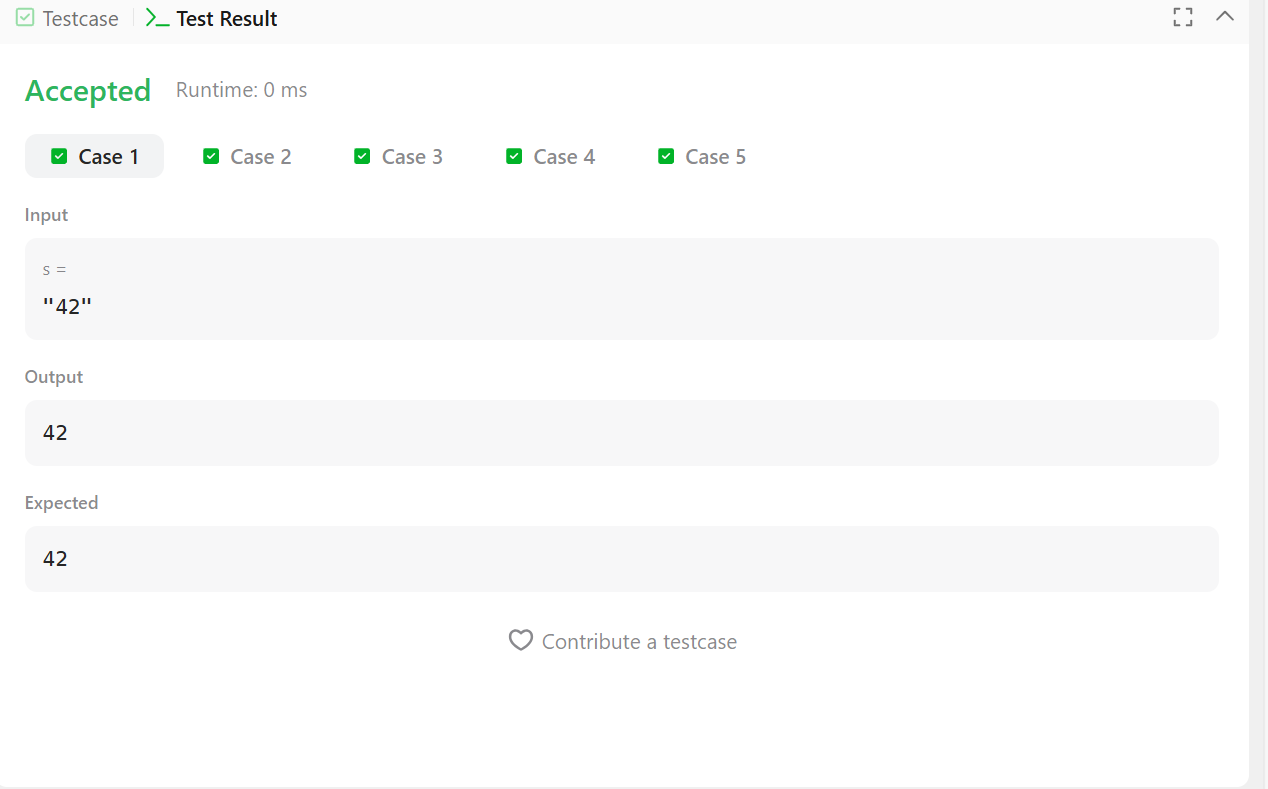 Testcase
Test Result
Accepted
Runtime: 0 ms
Case 1
Case 2
Case 3
Case 4
Case 5
Input
s =
"42"
Output
42
Expected
42
Contribute a testcase